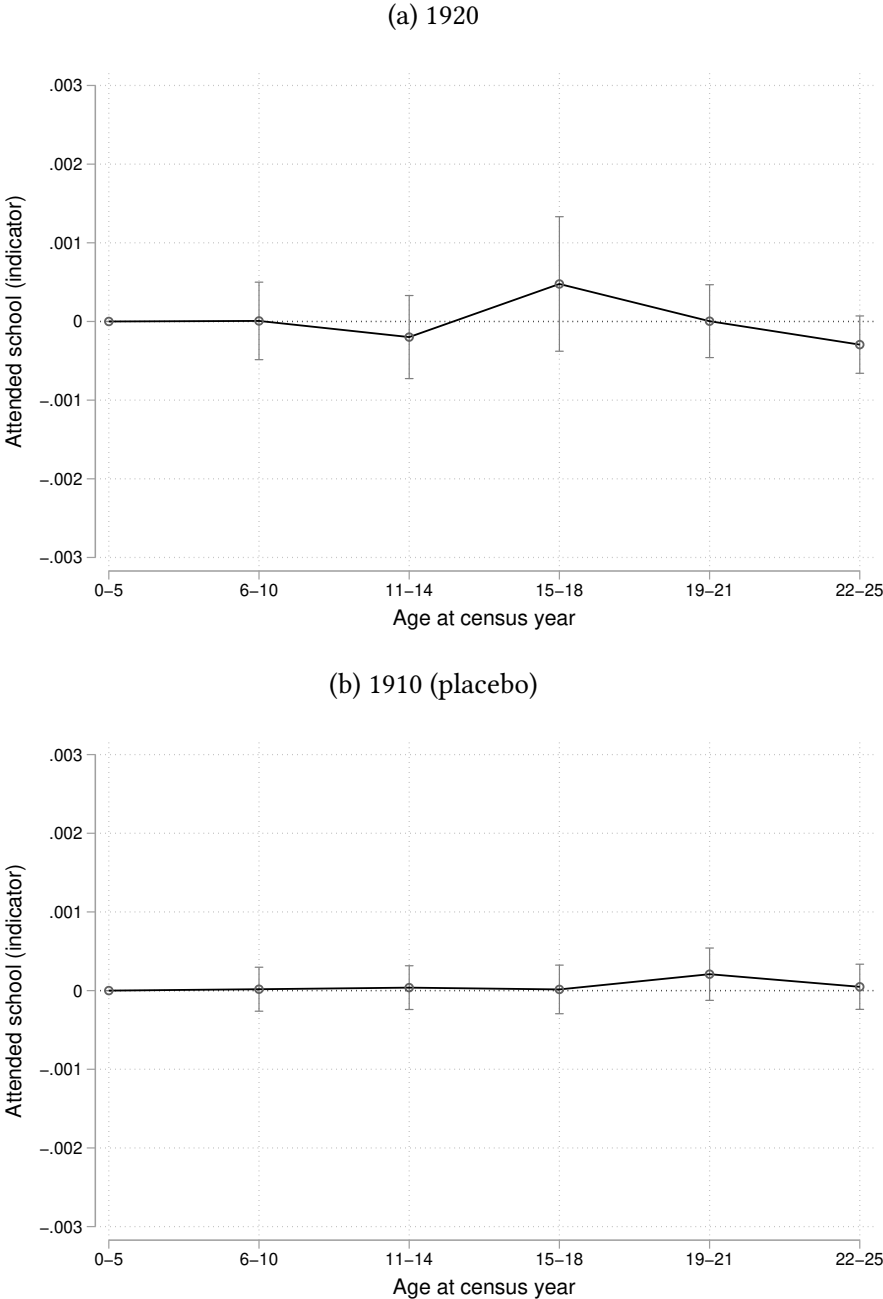 (a) 1920
.003
.002
.001
0
−.001
−.002
−.003
Attended school (indicator)
0−5 6−10 11−14 15−18 19−21 22−25
Age at census year
(b) 1910 (placebo)
.003
.002
.001
0
−.001
−.002
−.003
Attended school (indicator)
0−5 6−10 11−14 15−18 19−21 22−25
Age at census year